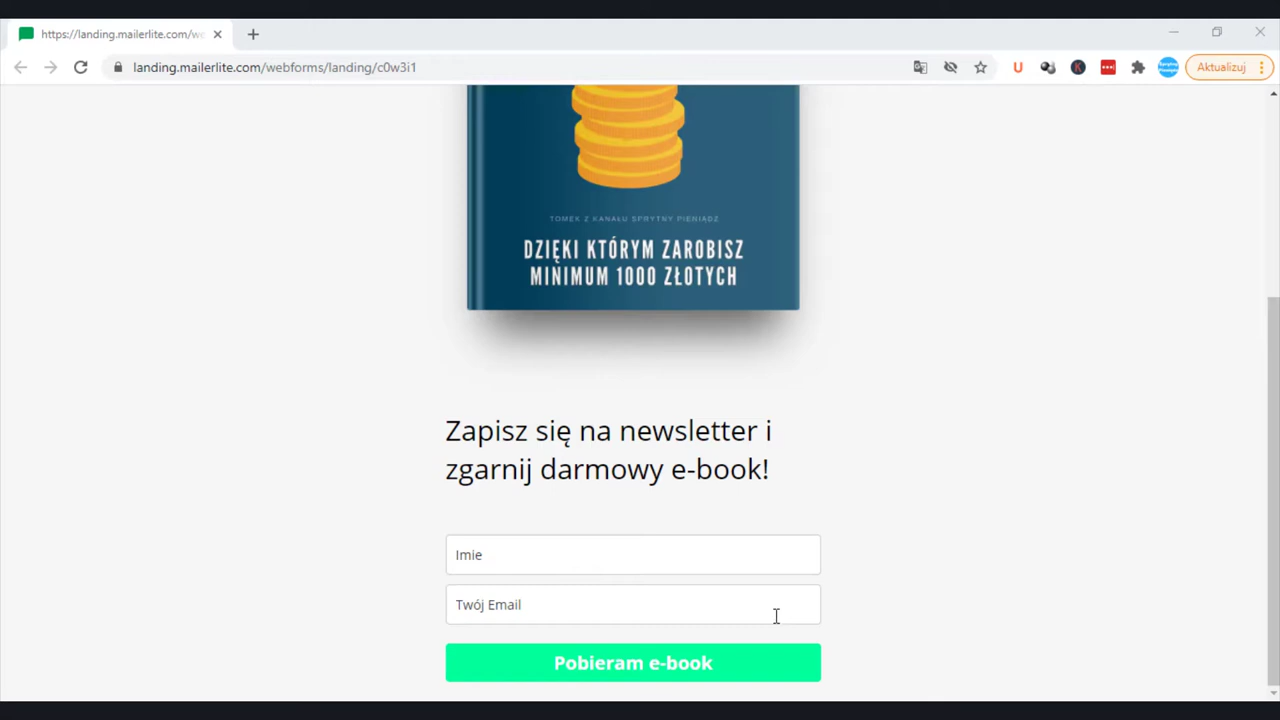 https://landing.mailerlite.com/we
landing.mailerlite.com/webforms/landing/c0w3i1
Aktualizuj
TOMEK Z KANAŁU SPRYTNY PIENIĄDZ
DZIĘKI KTÓRYM ZAROBISZ
MINIMUM 1000 ZŁOTYCH
Zapisz się na newsletter i
zgarnij darmowy e-book!
Imie
Twój Email
Pobieram e-book